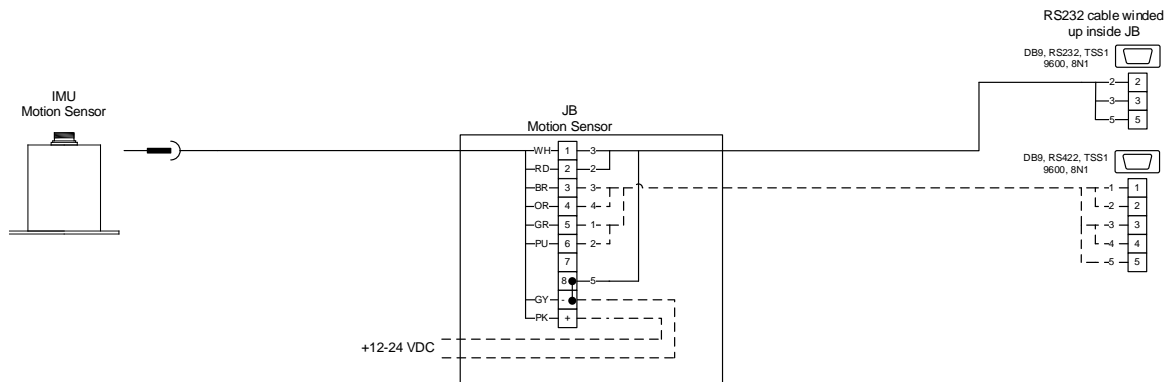 RS232 cable winded
up inside JB
DB9, RS232, TSS1
9600, 8N1
2 2
3 3
5 5
IMU
Motion Sensor
JB
Motion Sensor
WH 1 3
RD 2 2
BR 3 3
OR 4 4
GR 5 1
PU 6 2
7
8 5
GY -
PK +
+12-24 VDC
DB9, RS422, TSS1
9600, 8N1
1 1
2 2
3 3
4 4
5 5